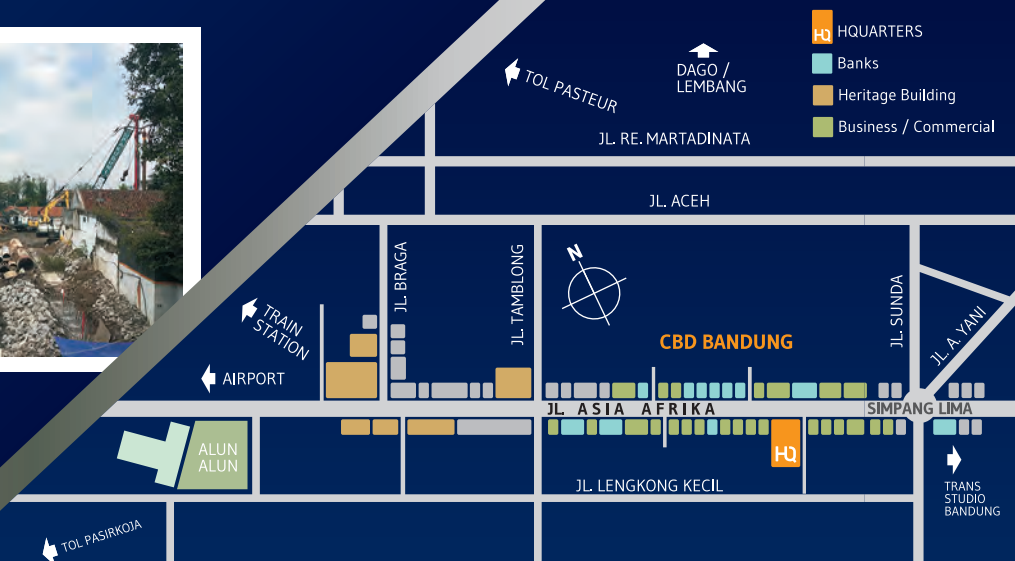 HQ HQUARTERS
Banks
Heritage Building
Business / Commercial
DAGO /
LEMBANG
TOL PASTEUR
JL. RE. MARTADINATA
JL. ACEH
N
JL. BRAGA
JL. TAMBLONG
JL. SUNDA
JL. A. YANI
TRAIN
STATION
AIRPORT
CBD BANDUNG
JL. ASIA AFRIKA
SIMPANG LIMA
ALUN
ALUN
HQ
JL. LENGKONG KECIL
TRANS
STUDIO
BANDUNG
TOL PASIRKOJA